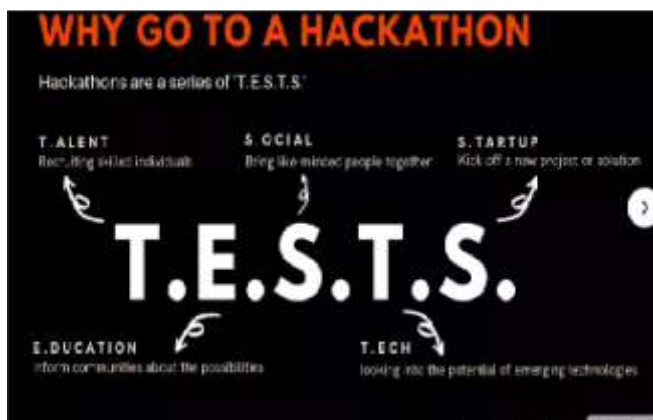 WHY GO TO A HACKATHON
Hackathons are a series of 'T.E.S.T.S.'
T.ALENT
Recruiting skilled individuals
S.OCIAL
Bring like minded people together
S.TARTUP
Kick off a new project or solution
T.E.S.T.S.
E.DUCATION
inform communities about the possibilities
T.ECH
looking into the potential of emerging technologies